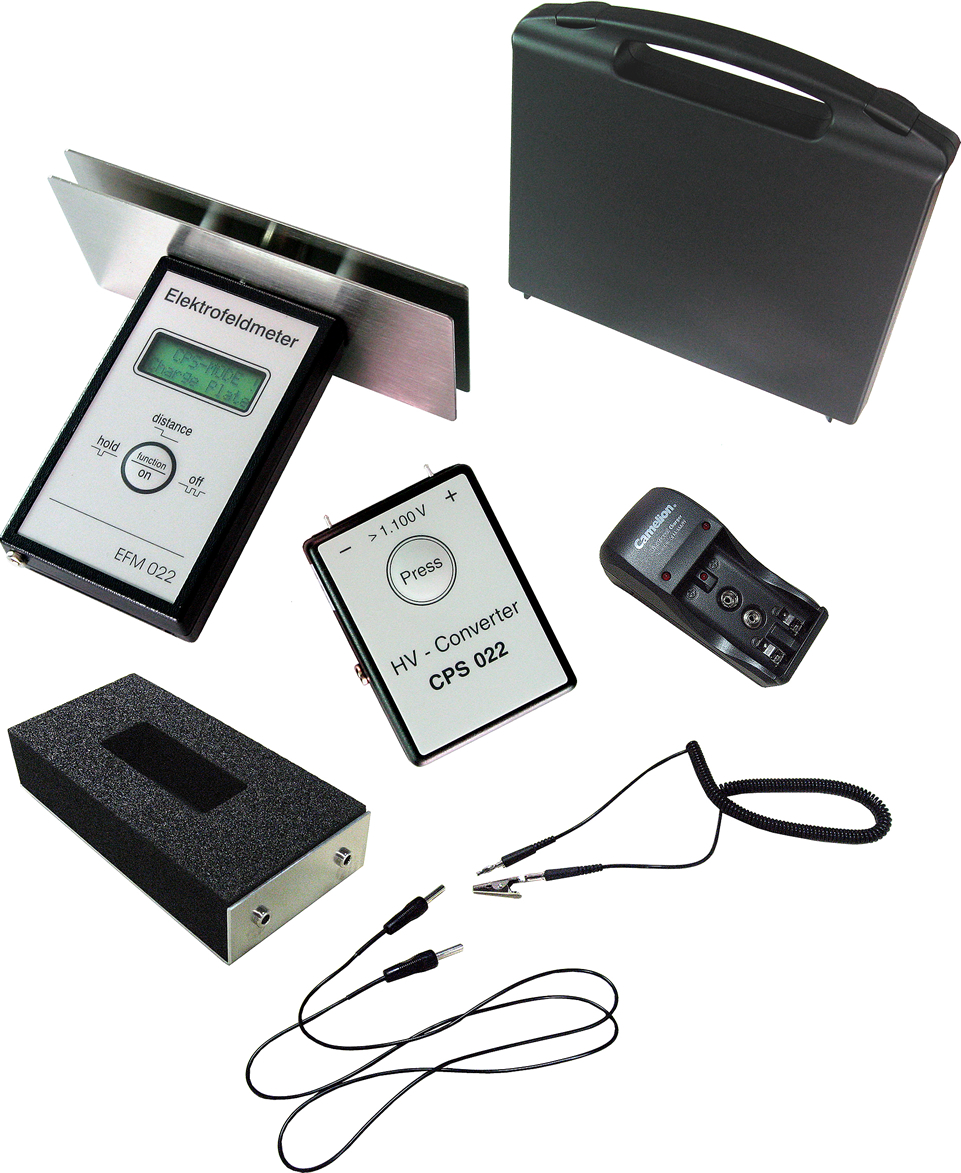 Elektrofeldmeter
CPS-MODE
Charge Plate
distance
hold
function
on
off
EFM 022
+
−
> 1.100 V
Press
HV - Converter
CPS 022
Camelion